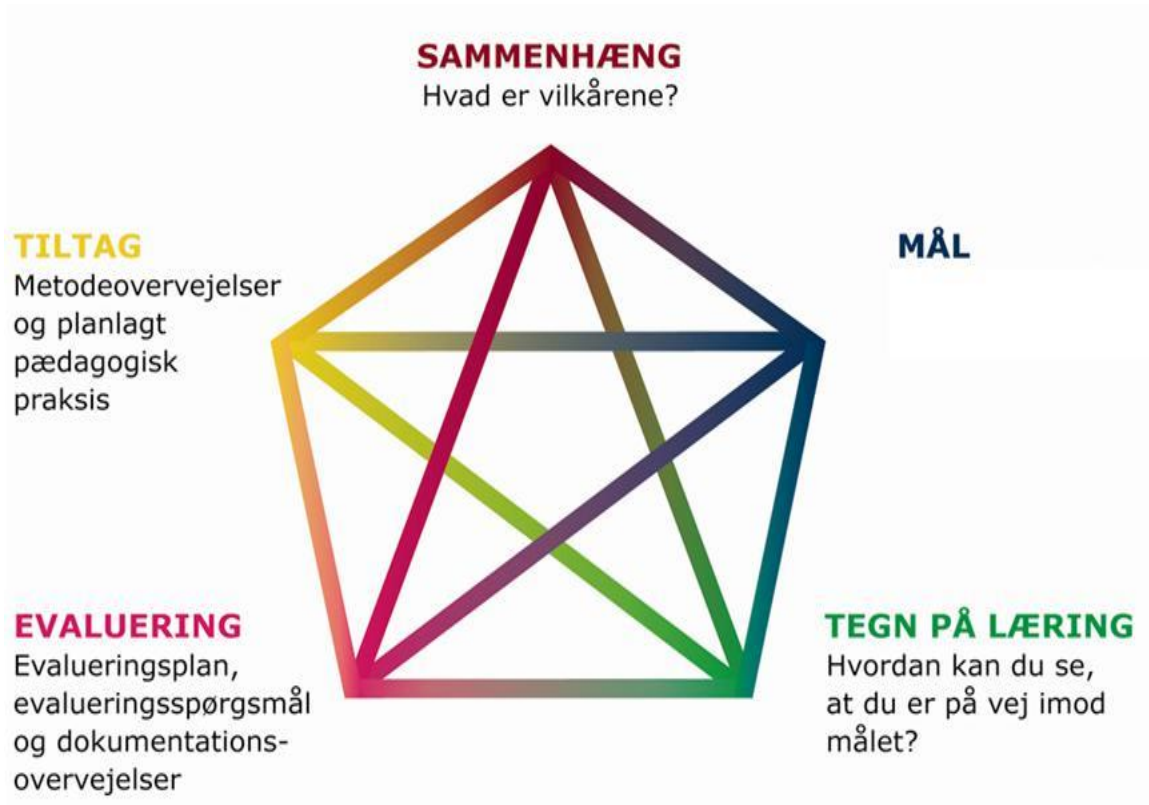 SAMMENHÆNG
Hvad er vilkårene?
TILTAG
Metodeovervejelser
og planlagt
pædagogisk
praksis
MÅL
EVALUERING
Evalueringsplan,
evalueringsspørgsmål
og dokumentations-
overvejelser
TEGN PÅ LÆRING
Hvordan kan du se,
at du er på vej imod
målet?